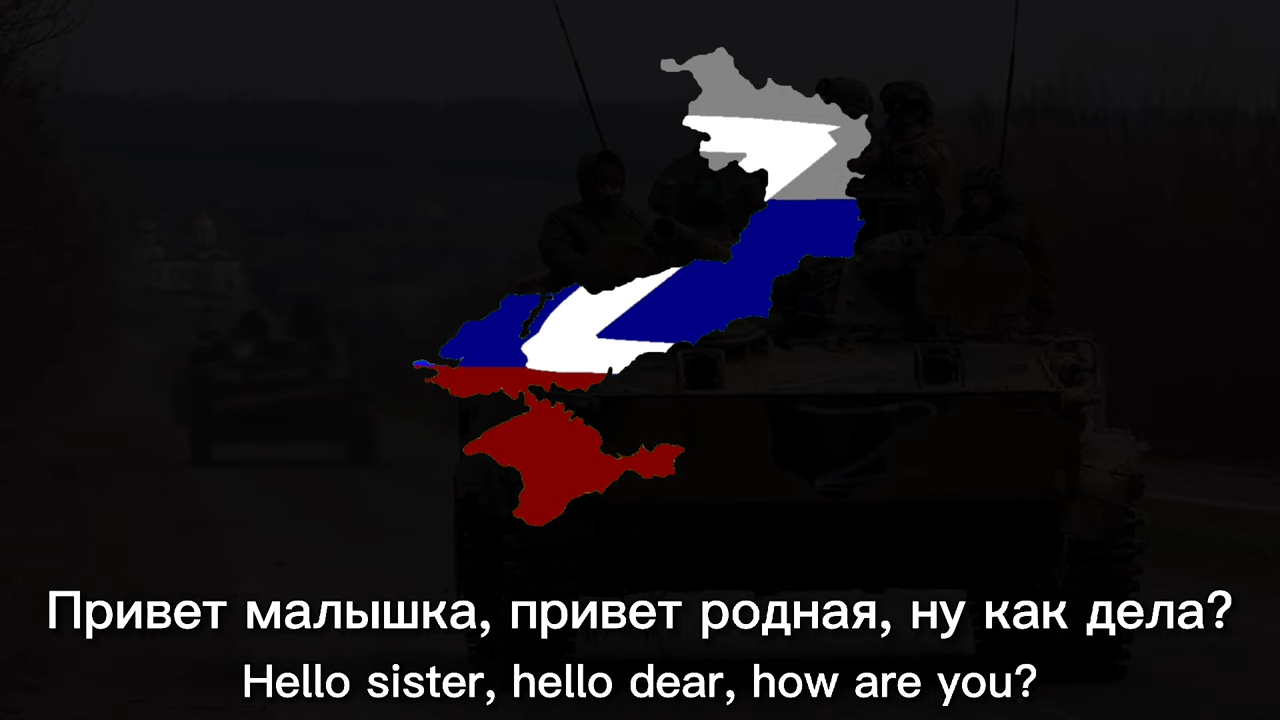 Привет малышка, привет родная, ну как дела?
Hello sister, hello dear, how are you?